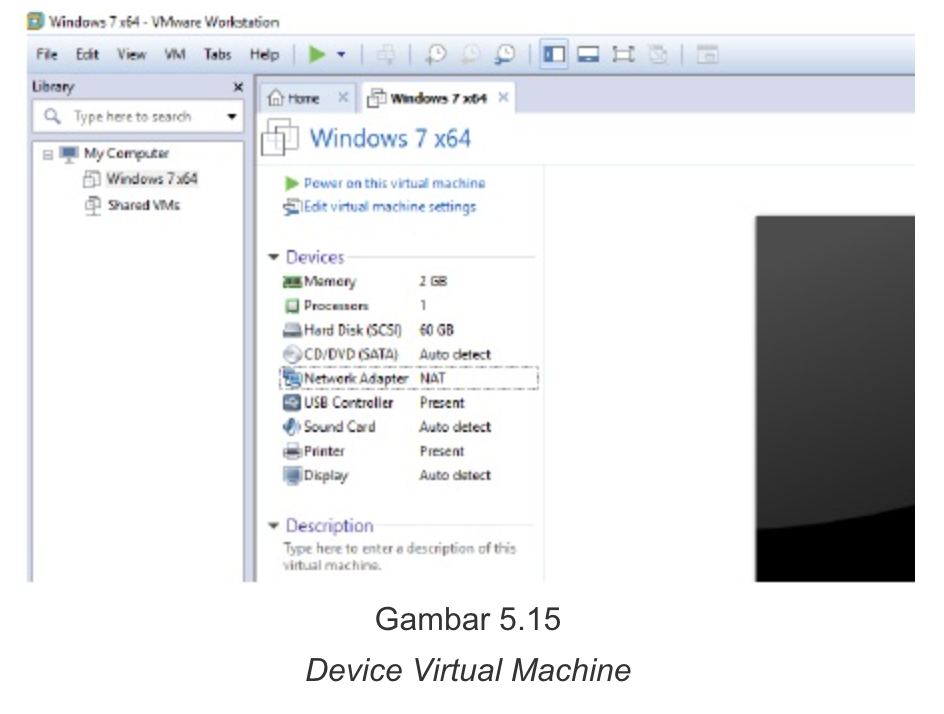 Windows 7 x64 - VMware Workstation
File Edit View VM Tabs Help
Library
Type here to search
My Computer
Windows 7 x64
Shared VMs
Home
Windows 7 x64
Windows 7 x64
Power on this virtual machine
Edit virtual machine settings
Devices
Memory 2 GB
Processors 1
Hard Disk (SCSI) 60 GB
CD/DVD (SATA) Auto detect
Network Adapter NAT
USB Controller Present
Sound Card Auto detect
Printer Present
Display Auto detect
Description
Type here to enter a description of this
virtual machine.
Gambar 5.15
Device Virtual Machine